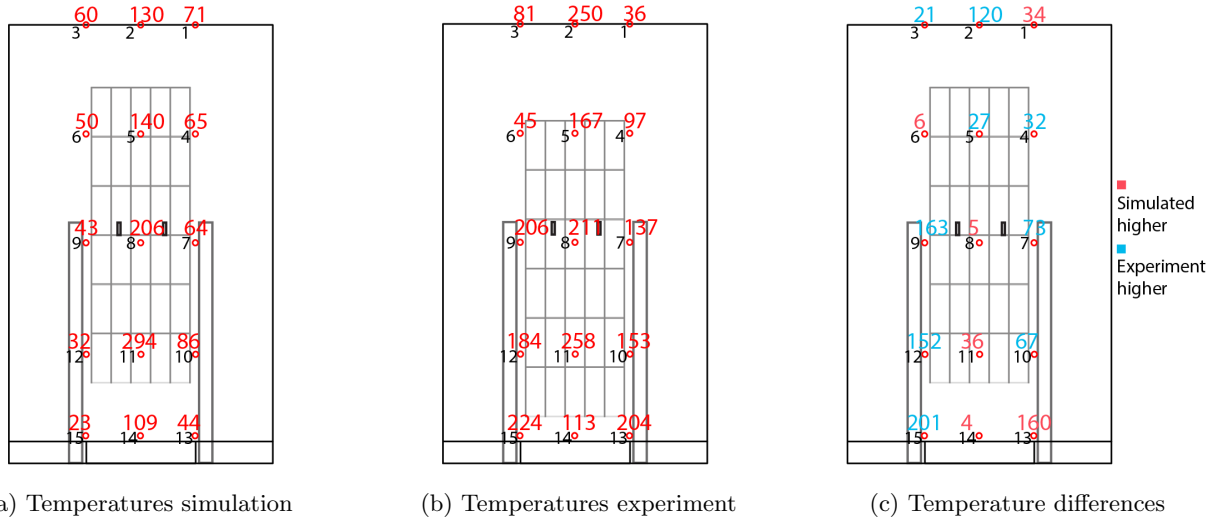 60 130 71
3 2 1
50 140 65
6 5 4
43 206 64
9 8 7
32 294 86
12 11 10
23 109 44
15 14 13
a) Temperatures simulation
81 250 36
3 2 1
45 167 97
6 5 4
206 211 137
9 8 7
184 258 153
12 11 10
224 113 204
15 14 13
(b) Temperatures experiment
21 120 34
3 2 1
6 27 32
6 5 4
163 5 73
9 8 7
152 36 67
12 11 10
201 4 160
15 14 13
Simulated
higher
Experiment
higher
(c) Temperature differences